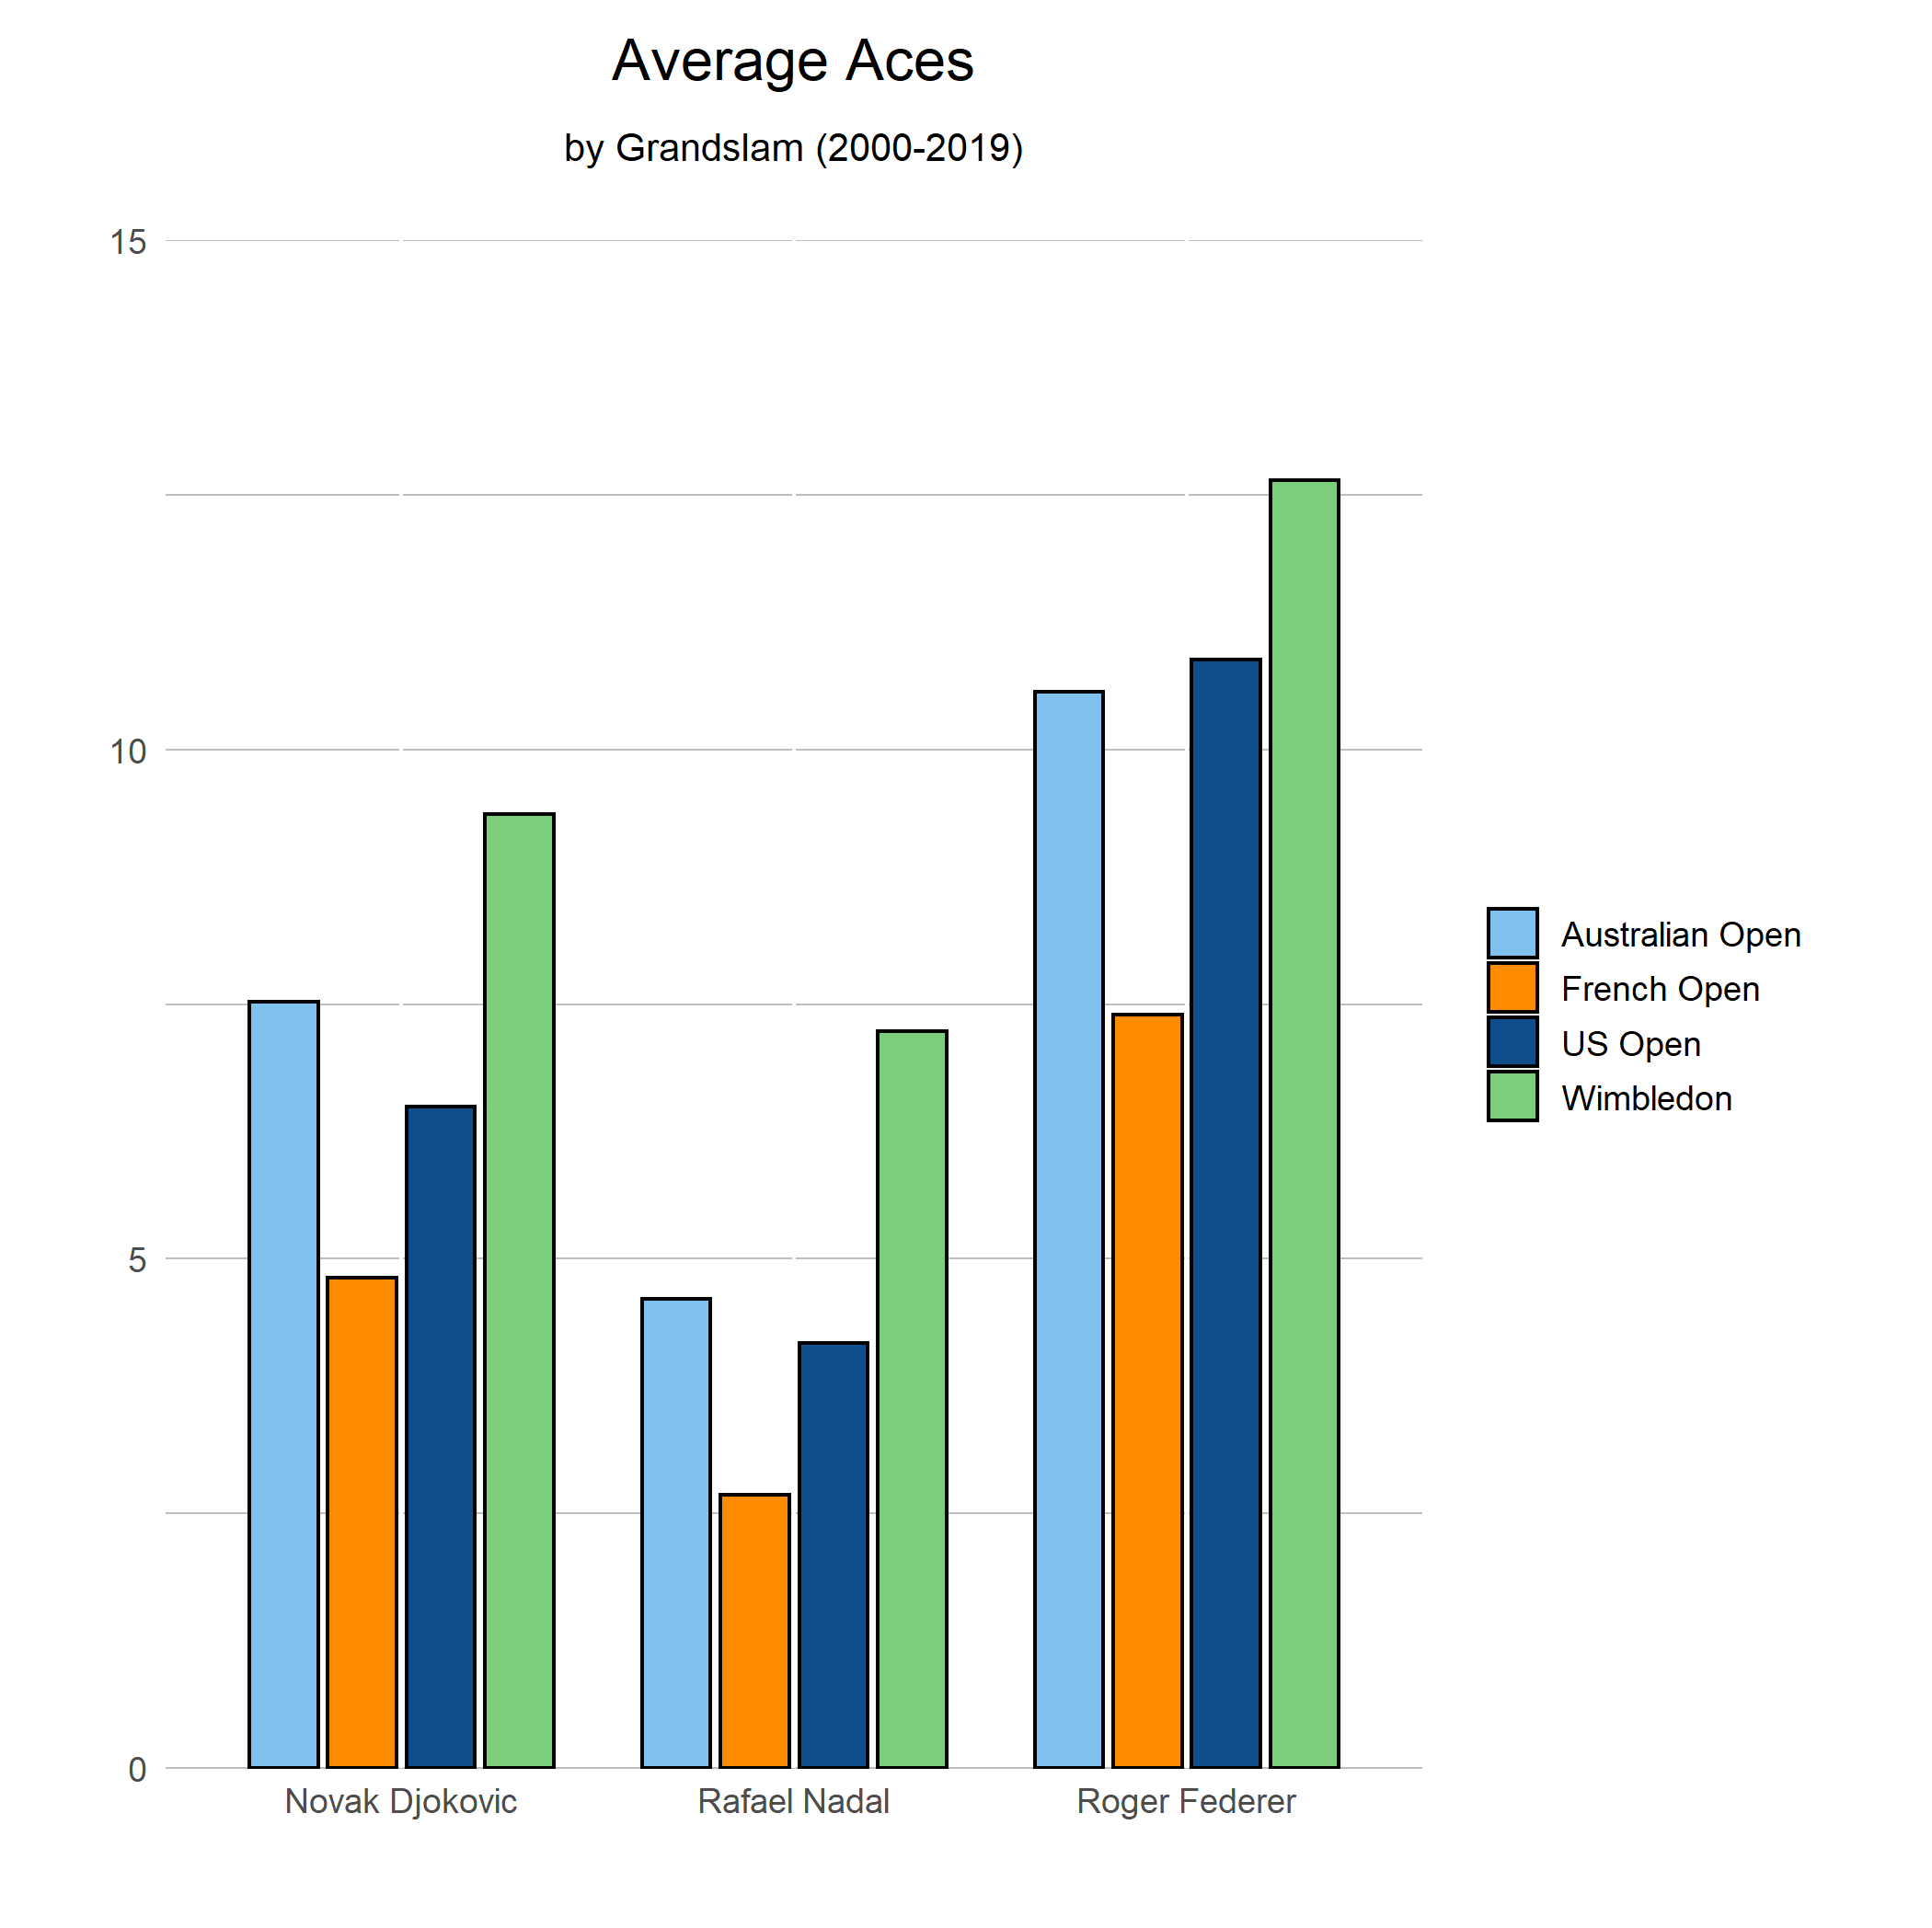 Average Aces
by Grandslam (2000-2019)
15
10
5
0
Novak Djokovic
Rafael Nadal
Roger Federer
Australian Open
French Open
US Open
Wimbledon